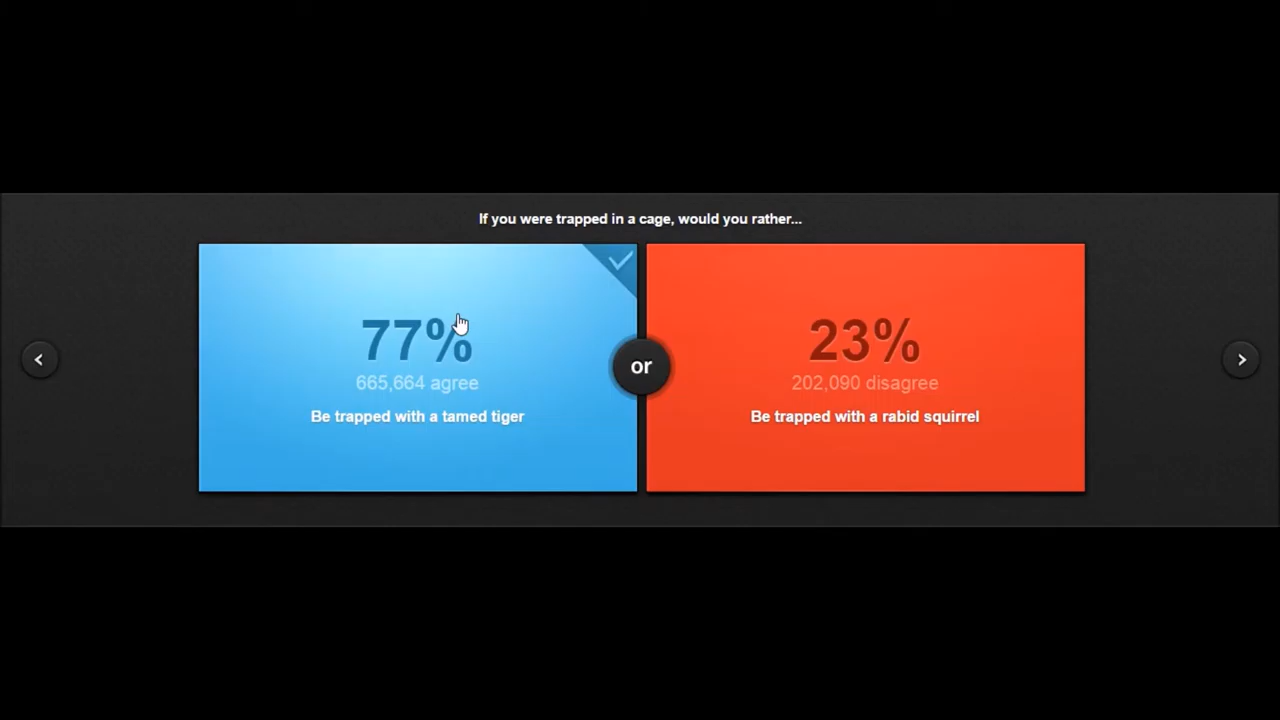 If you were trapped in a cage, would you rather...
77%
665,664 agree
Be trapped with a tamed tiger
or
23%
202,090 disagree
Be trapped with a rabid squirrel